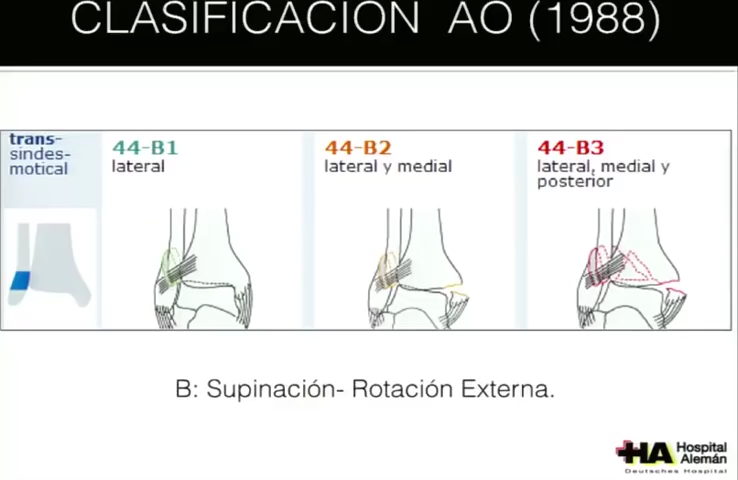 CLASIFICACIÓN AO (1988)
trans-
sindes-
motical
44-B1
lateral
44-B2
lateral y medial
44-B3
lateral, medial y
posterior
B: Supinación- Rotación Externa.
HA Hospital
Alemán
Deutsches Hospital